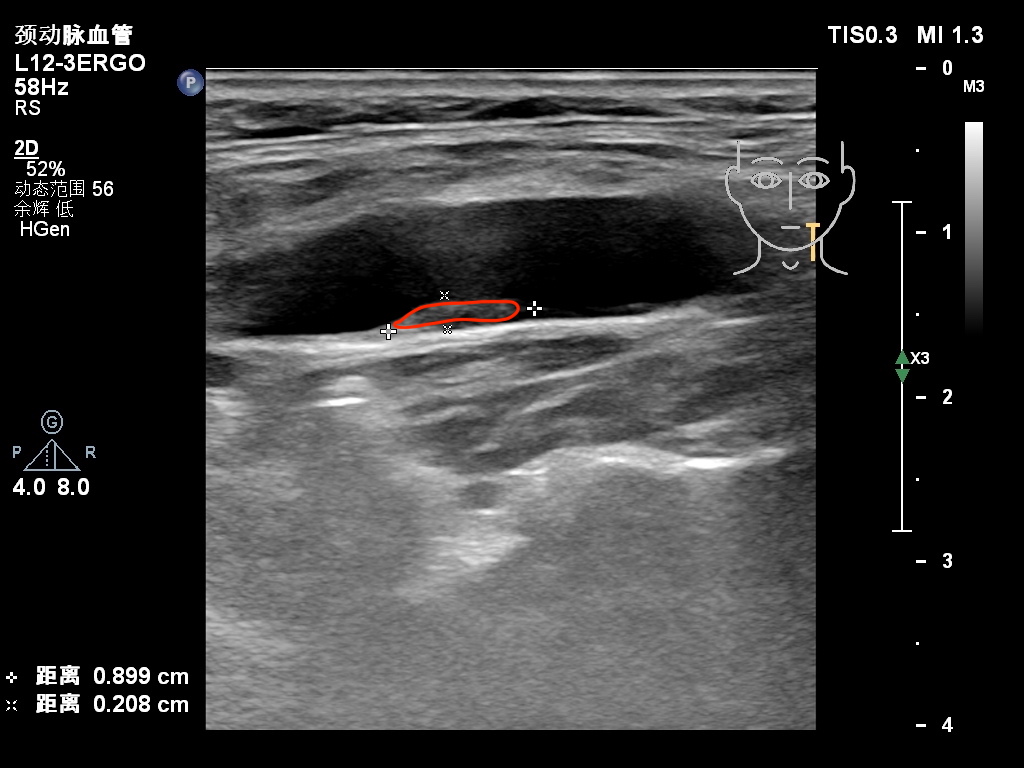 颈动脉血管
L12-3ERGO
58Hz
RS
2D
52%
动态范围 56
余辉 低
HGen
P
TIS0.3 MI 1.3
0
M3
1
X3
2
3
4
G
P R
4.0 8.0
距离 0.899 cm
距离 0.208 cm